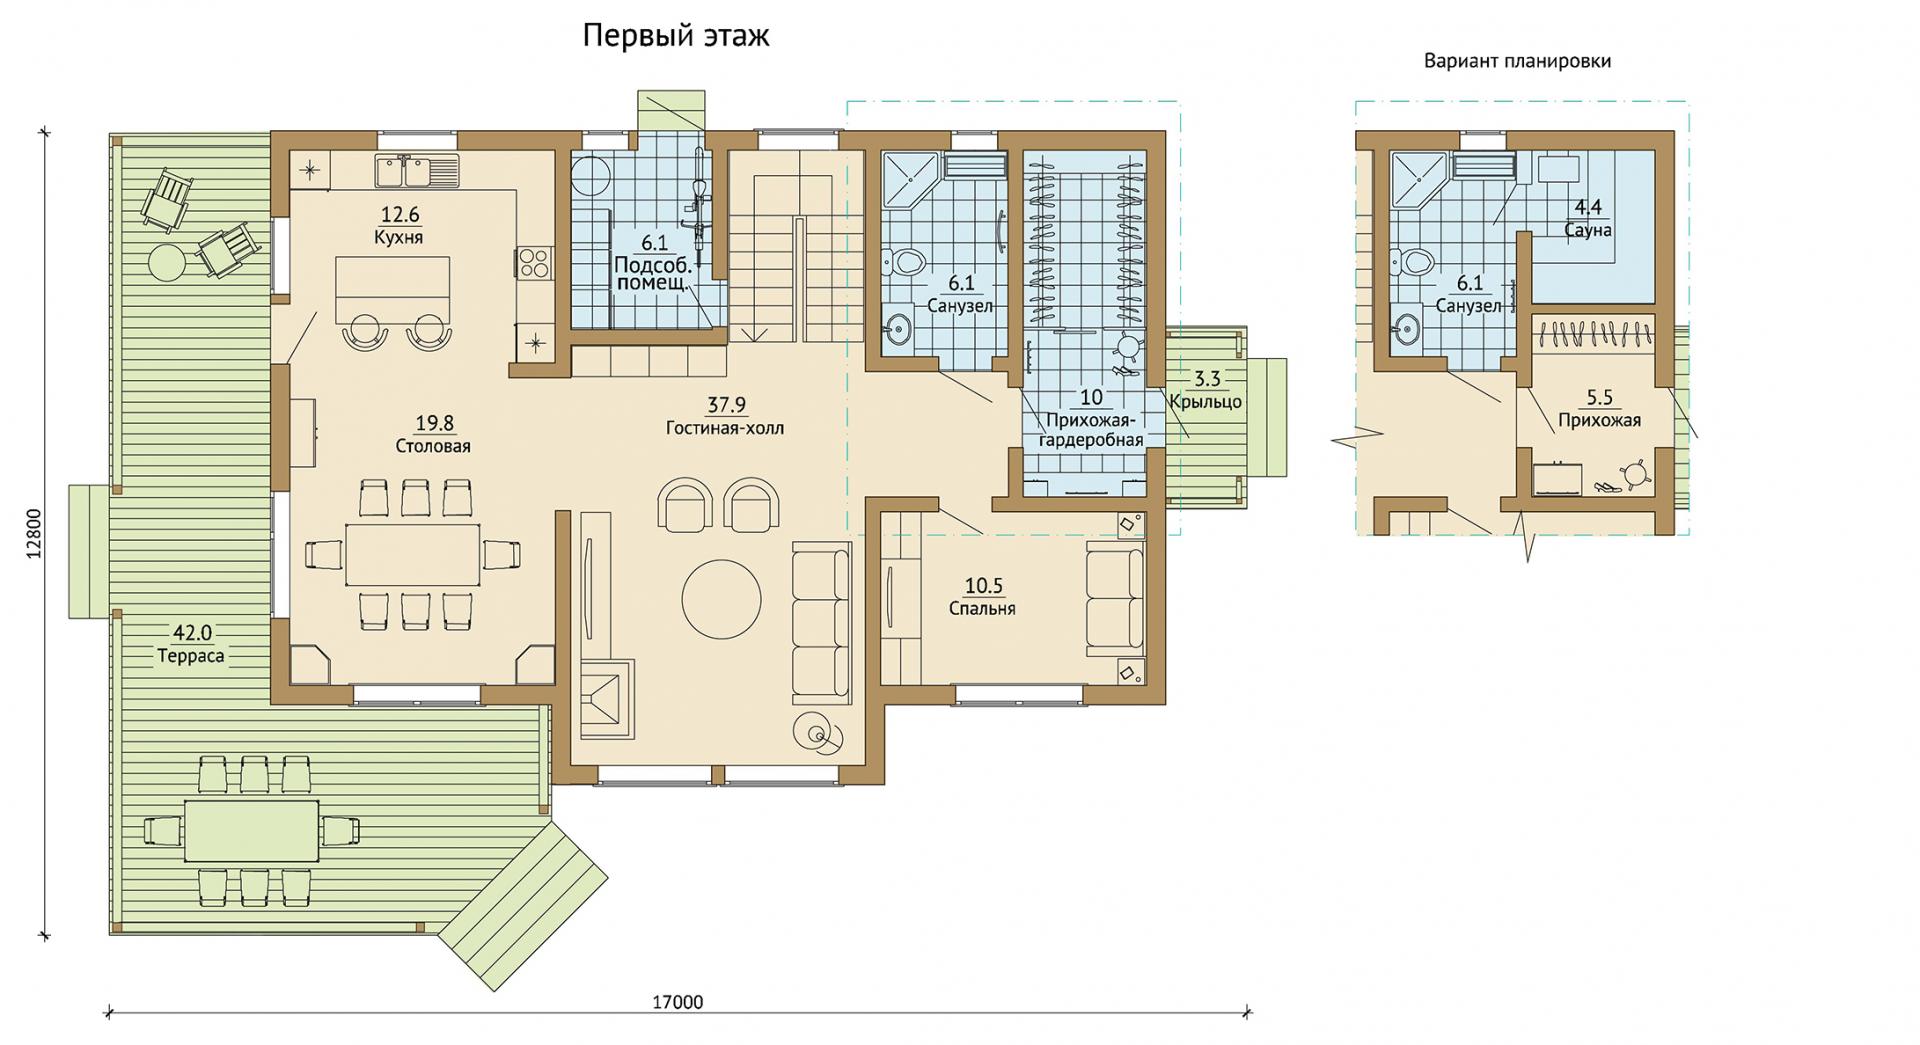 Первый этаж
Вариант планировки
12.6
Кухня
6.1
Подсоб.
помещ.
6.1
Санузел
10
Прихожая-
гардеробная
3.3
Крыльцо
37.9
Гостиная-холл
19.8
Столовая
10.5
Спальня
42.0
Терраса
12800
17000
4.4
Сауна
6.1
Санузел
5.5
Прихожая